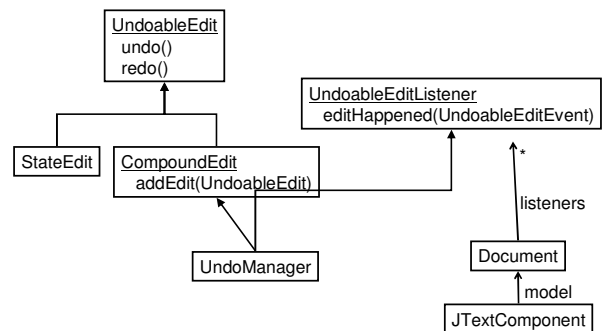 UndoableEdit
undo()
redo()
UndoableEditListener
editHappened(UndoableEditEvent)
StateEdit
CompoundEdit
addEdit(UndoableEdit)
*
listeners
UndoManager
Document
model
JTextComponent